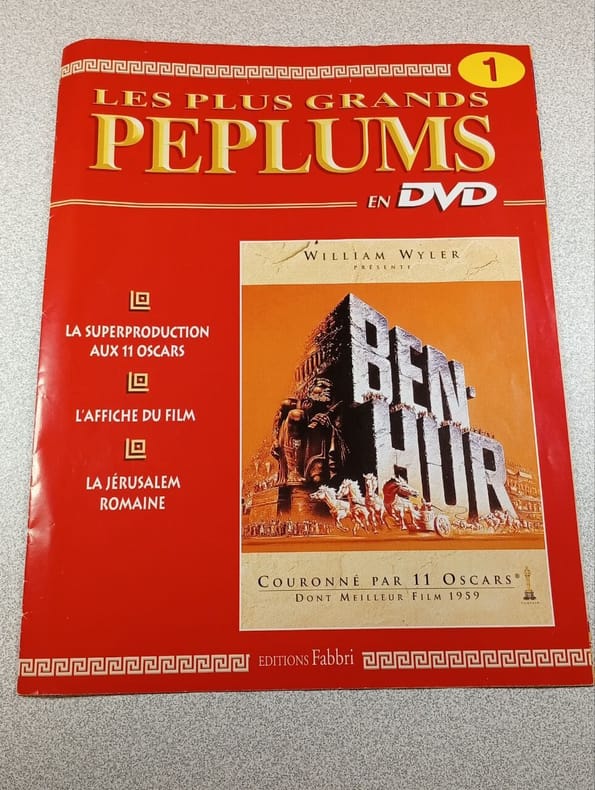 1
LES PLUS GRANDS
PEPLUMS
EN DVD
WILLIAM WYLER
PRÉSENTE
BEN-
HUR
LA SUPERPRODUCTION
AUX 11 OSCARS
L'AFFICHE DU FILM
LA JÉRUSALEM
ROMAINE
COURONNÉ PAR 11 OSCARS®
DONT MEILLEUR FILM 1959
EDITIONS Fabbri